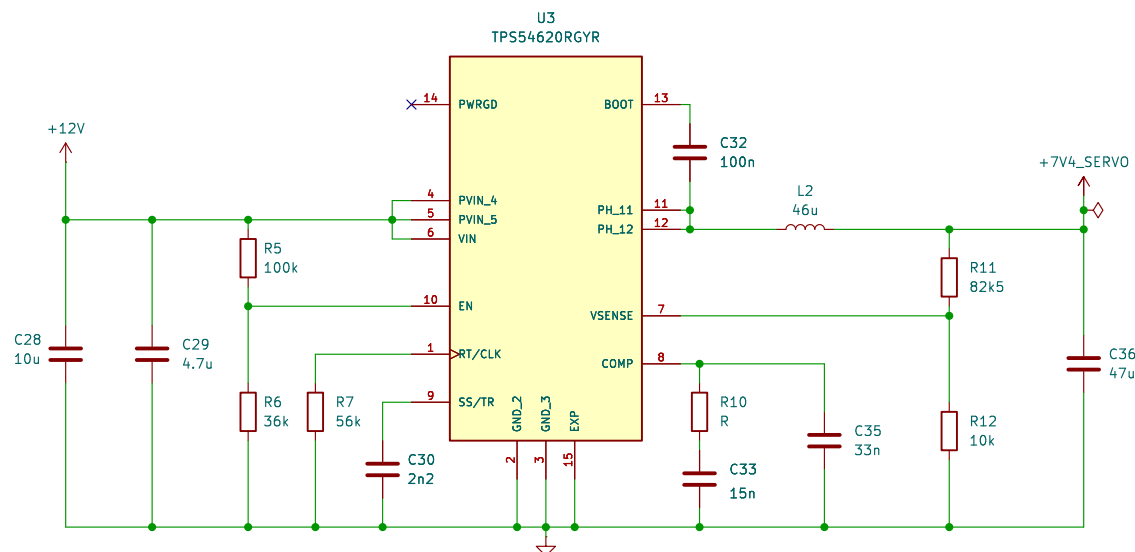 U3
TPS54620RGYR
14
PWRGD
BOOT
13
+12V
C32
100n
+7V4_SERVO
4
PVIN_4
5
PVIN_5
6
VIN
PH_11
11
PH_12
12
L2
46u
R5
100k
R11
82k5
10
EN
VSENSE
7
C28
10u
C29
4.7u
1
RT/CLK
COMP
8
C36
47u
R6
36k
R7
56k
9
SS/TR
GND_2
GND_3
EXP
2
3
15
R10
R
C35
33n
R12
10k
C30
2n2
C33
15n